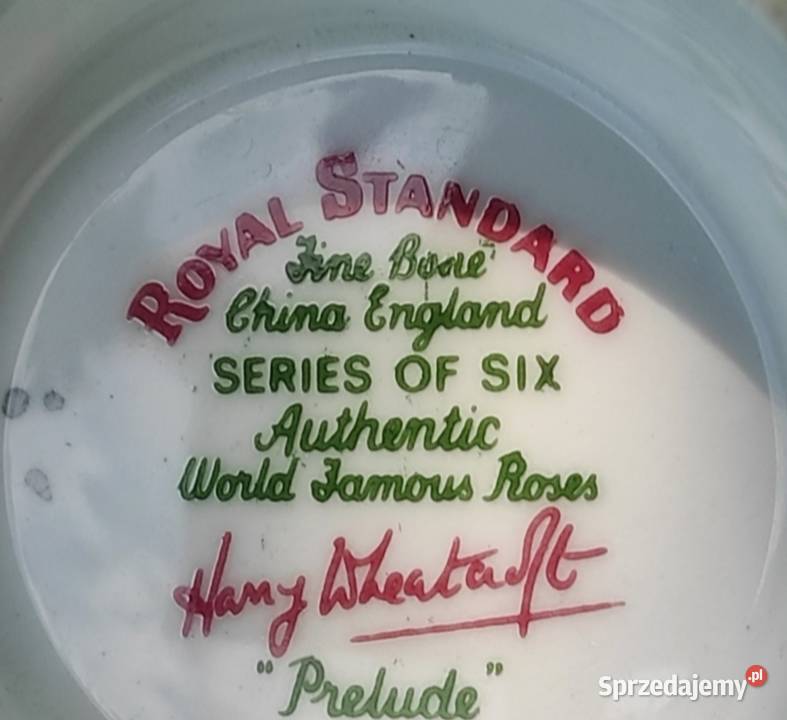 ROYAL STANDARD
Fine Bone
China England
SERIES OF SIX
Authentic
World Famous Roses
Harry Wheatcroft
"Prelude"
Sprzedajemy.pl